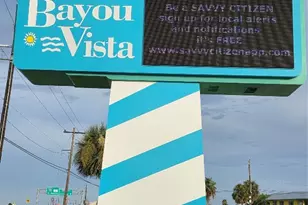 Bayou
Vista
Be a SAVVY CITIZEN
sign up for local alerts
and notifications
it's FREE
www.savvycitizenapp.com